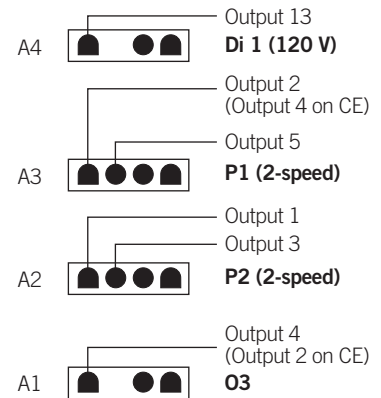 Output 13
A4
Di 1 (120 V)
Output 2
(Output 4 on CE)
Output 5
A3
P1 (2-speed)
Output 1
Output 3
A2
P2 (2-speed)
Output 4
(Output 2 on CE)
A1
O3